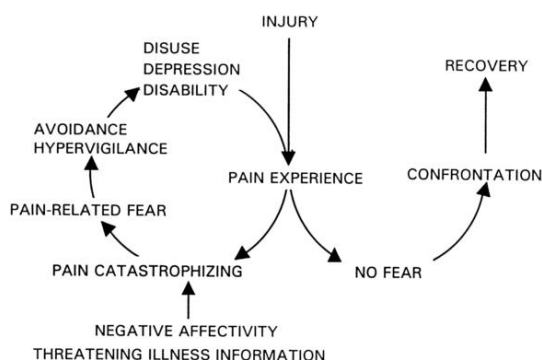 INJURY
DISUSE
DEPRESSION
DISABILITY
RECOVERY
AVOIDANCE
HYPERVIGILANCE
PAIN EXPERIENCE
CONFRONTATION
PAIN-RELATED FEAR
PAIN CATASTROPHIZING
NO FEAR
NEGATIVE AFFECTIVITY
THREATENING ILLNESS INFORMATION